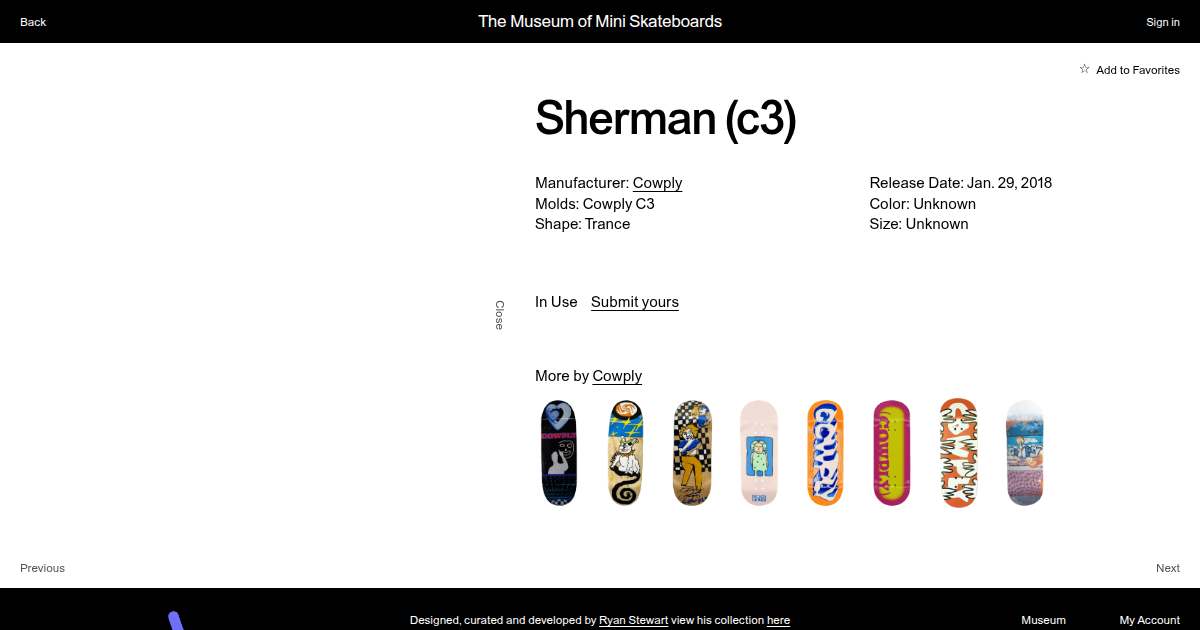 Back
The Museum of Mini Skateboards
Sign in
☆ Add to Favorites
Sherman (c3)
Manufacturer: Cowply
Molds: Cowply C3
Shape: Trance
Release Date: Jan. 29, 2018
Color: Unknown
Size: Unknown
Close
In Use Submit yours
More by Cowply
Previous
Next
Designed, curated and developed by Ryan Stewart view his collection here
Museum
My Account